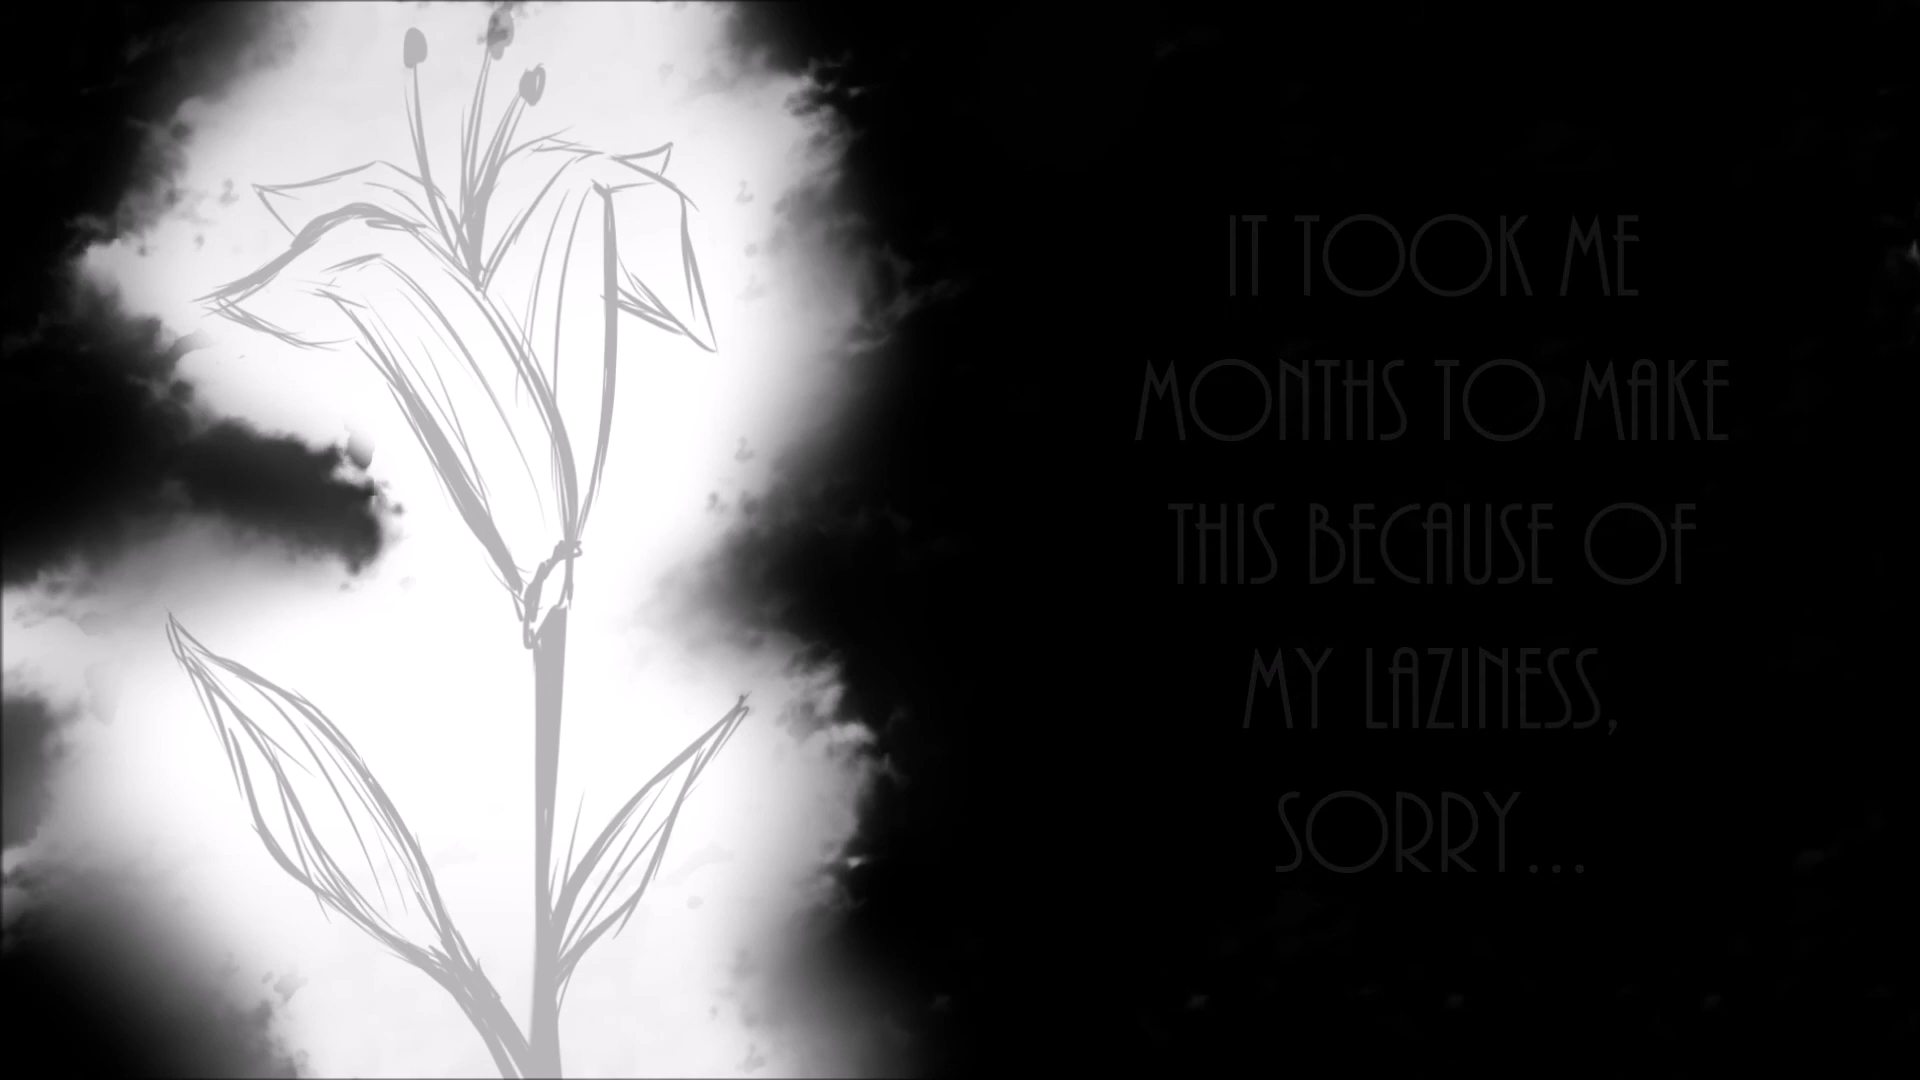 IT TOOK ME
MONTHS TO MAKE
THIS BECAUSE OF
MY LAZINESS,
SORRY...